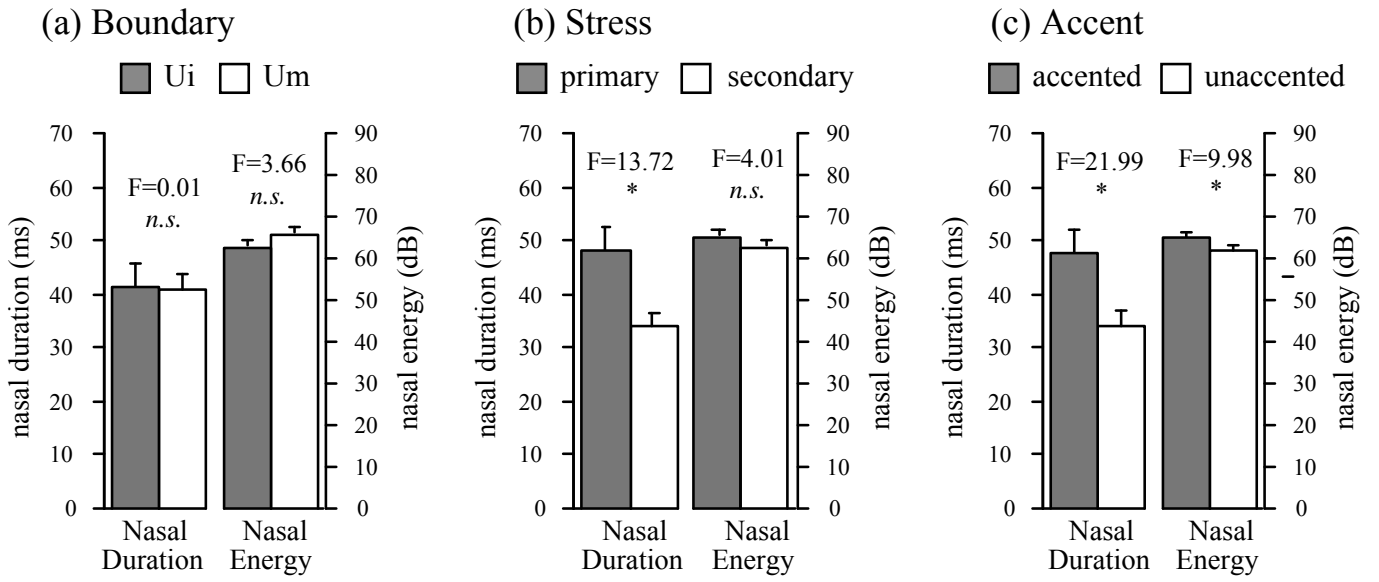 (a) Boundary
Ui Um
nasal duration (ms)
70
60
50
40
30
20
10
0
F=0.01
n.s.
F=3.66
n.s.
90
80
70
60
50
40
30
20
10
0
nasal energy (dB)
Nasal Duration
Nasal Energy
(b) Stress
primary secondary
nasal duration (ms)
70
60
50
40
30
20
10
0
F=13.72
*
F=4.01
n.s.
90
80
70
60
50
40
30
20
10
0
nasal energy (dB)
Nasal Duration
Nasal Energy
(c) Accent
accented unaccented
nasal duration (ms)
70
60
50
40
30
20
10
0
F=21.99
*
F=9.98
*
90
80
70
60
50
40
30
20
10
0
nasal energy (dB)
Nasal Duration
Nasal Energy